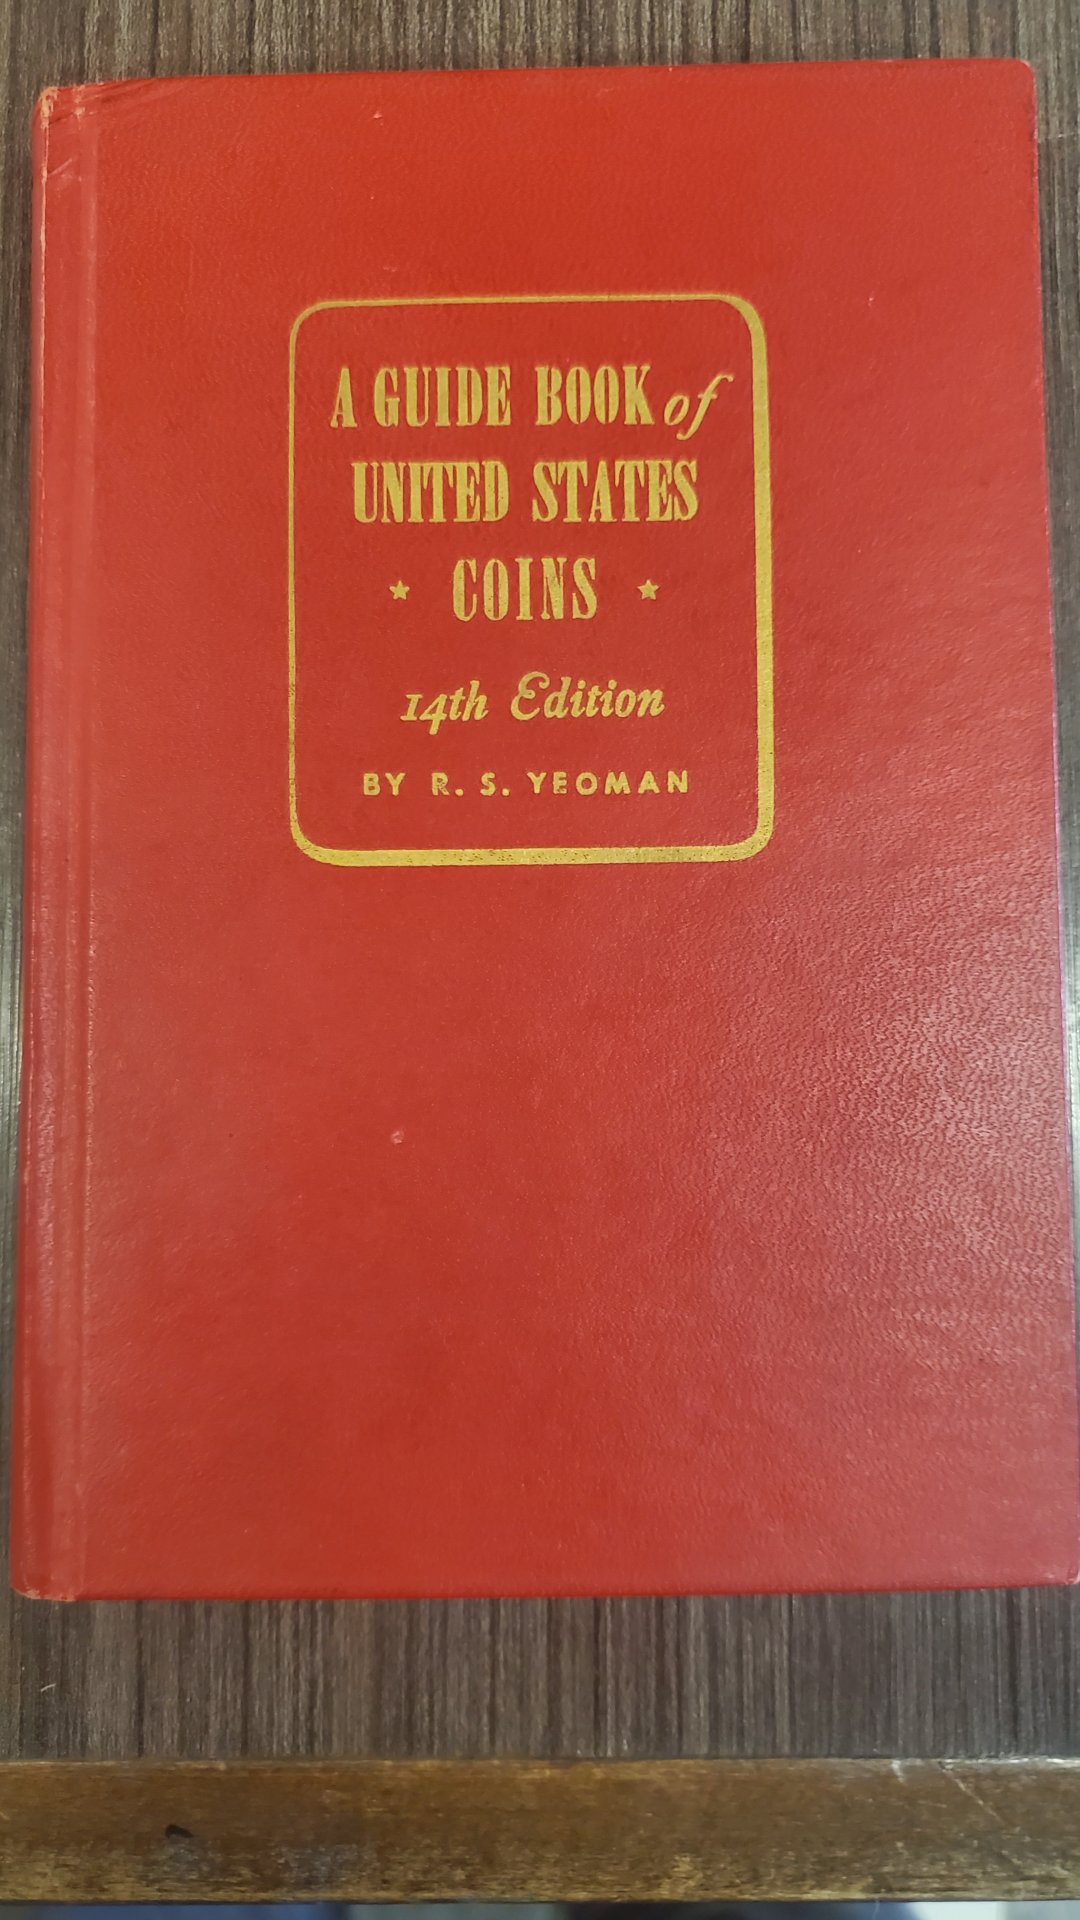 A GUIDE BOOK of
UNITED STATES
* COINS *
14th Edition
BY R. S. YEOMAN